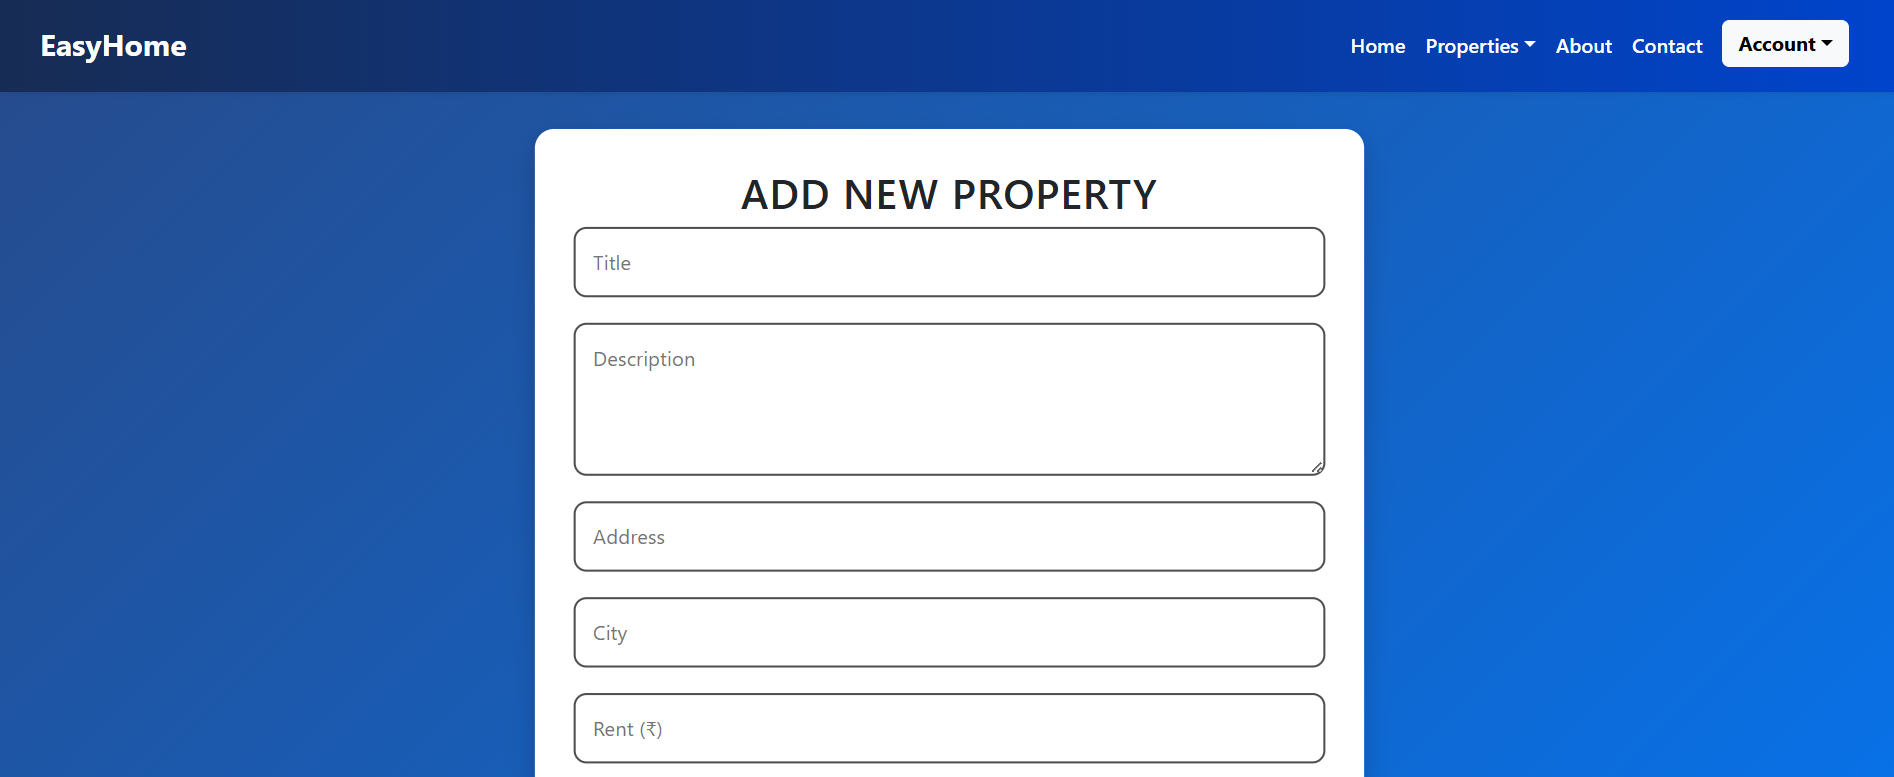 EasyHome
Home Properties About Contact Account
ADD NEW PROPERTY
Title
Description
Address
City
Rent (₹)